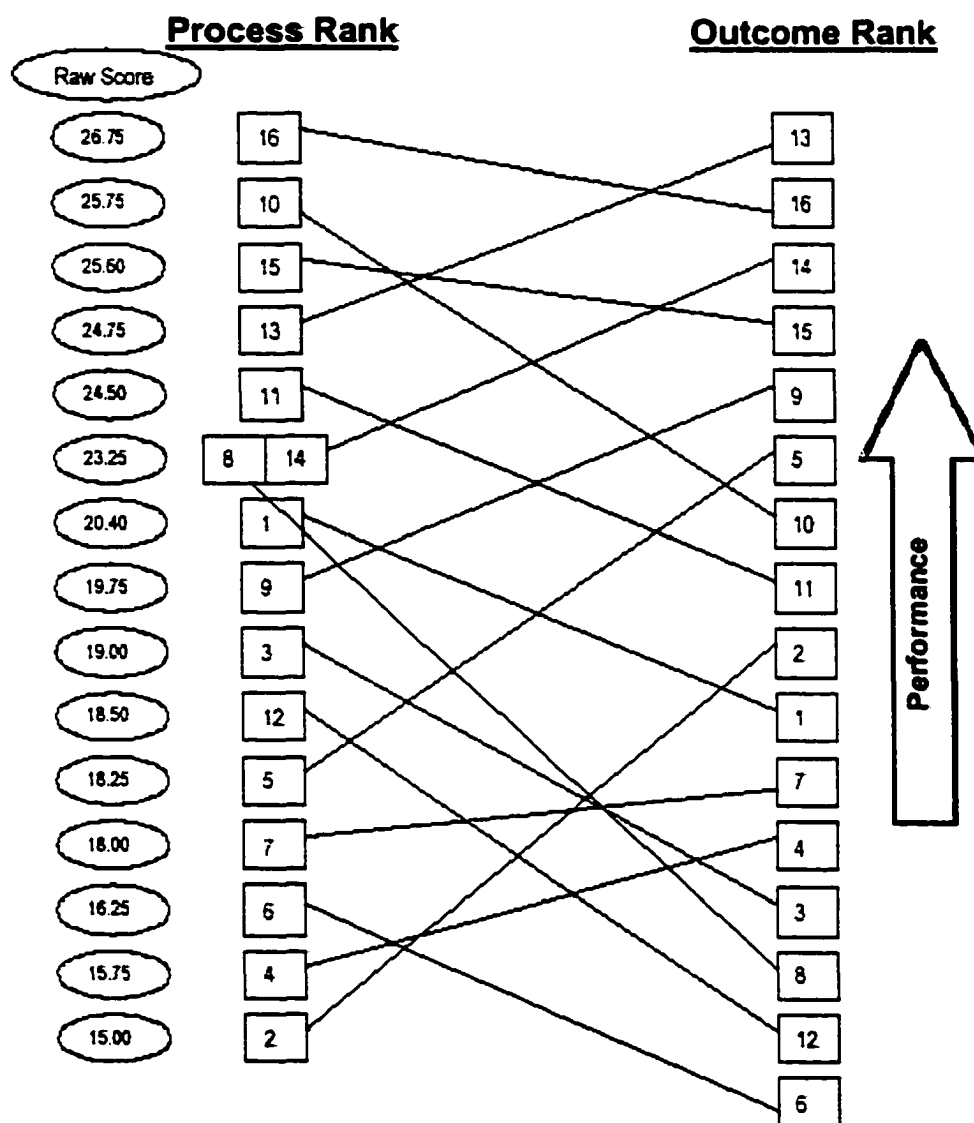 Process Rank Outcome Rank
Raw Score
26.75 16 13
25.75 10 16
25.60 15 14
24.75 13 15
24.50 11 9
23.25 8 14 5
20.40 1 10
19.75 9 11
19.00 3 2
18.50 12 1
18.25 5 7
18.00 7 4
16.25 6 3
15.75 4 8
15.00 2 12
6
Performance